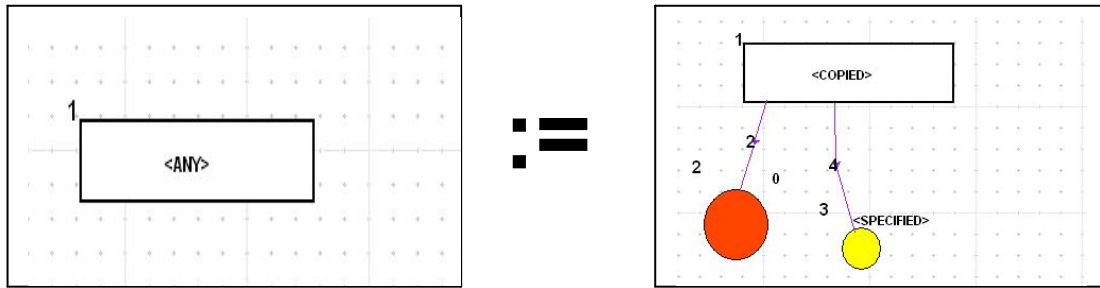 1
<ANY>
:=
1
<COPIED>
2
4
2
0
3
<SPECIFIED>